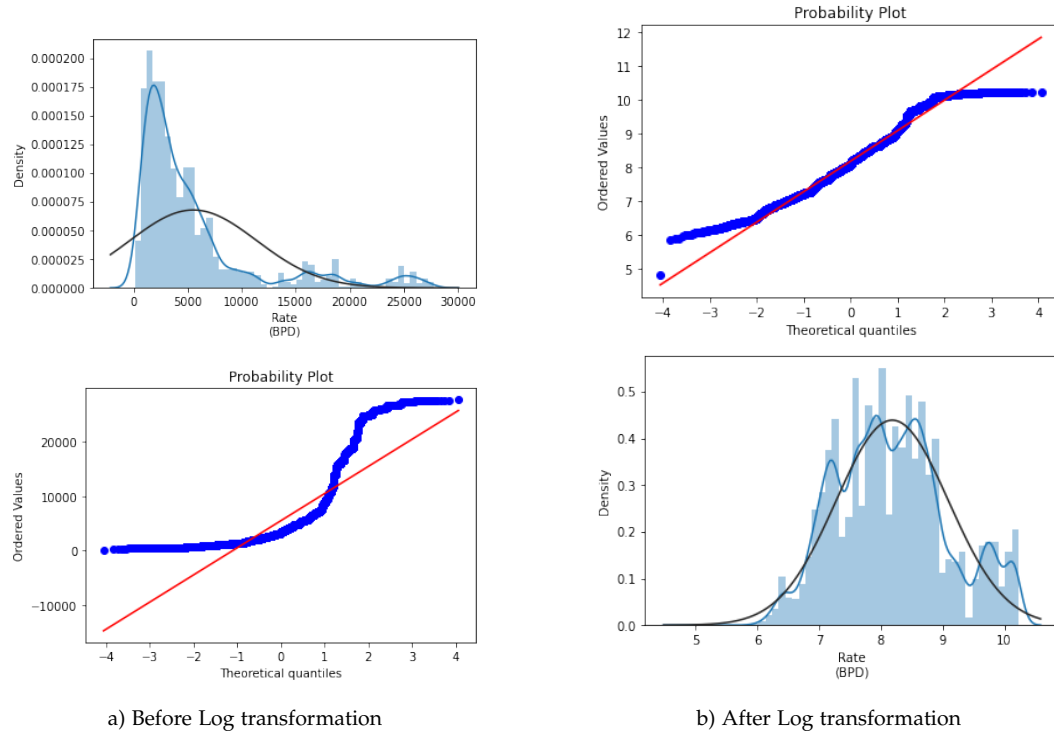 0.000200
0.000175
0.000150
0.000125
0.000100
0.000075
0.000050
0.000025
0.000000
Density
0 5000 10000 15000 20000 25000 30000
Rate
(BPD)
Probability Plot
20000
10000
0
−10000
Ordered Values
−4 −3 −2 −1 0 1 2 3 4
Theoretical quantiles
a) Before Log transformation
Probability Plot
12
11
10
9
8
7
6
5
Ordered Values
−4 −3 −2 −1 0 1 2 3 4
Theoretical quantiles
0.5
0.4
0.3
0.2
0.1
0.0
Density
5 6 7 8 9 10
Rate
(BPD)
b) After Log transformation